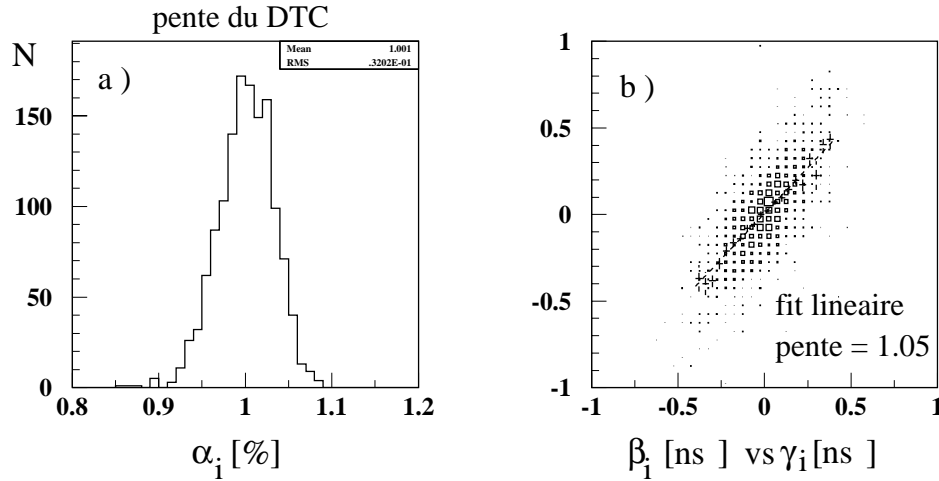 pente du DTC
N
a )
Mean 1.001
RMS .3202E-01
150
100
50
0
0.8 0.9 1 1.1 1.2
α_i [%]
b )
1
0.5
0
-0.5
-1
fit lineaire
pente = 1.05
-1 -0.5 0 0.5 1
β_i [ns] vs γ_i [ns]